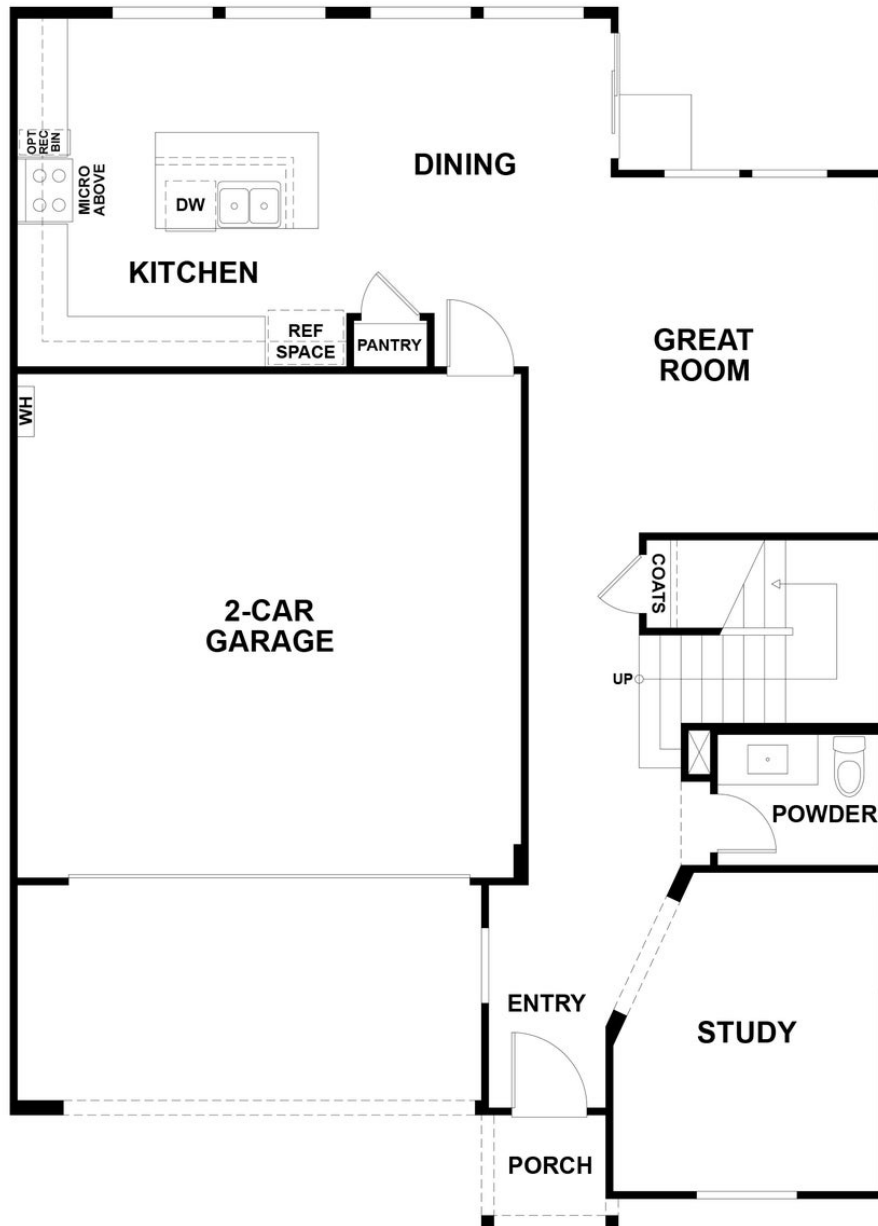 OPT
REC
BIN
MICRO
ABOVE
DW
DINING
KITCHEN
REF
SPACE
PANTRY
GREAT
ROOM
WH
2-CAR
GARAGE
COATS
UP
POWDER
ENTRY
STUDY
PORCH